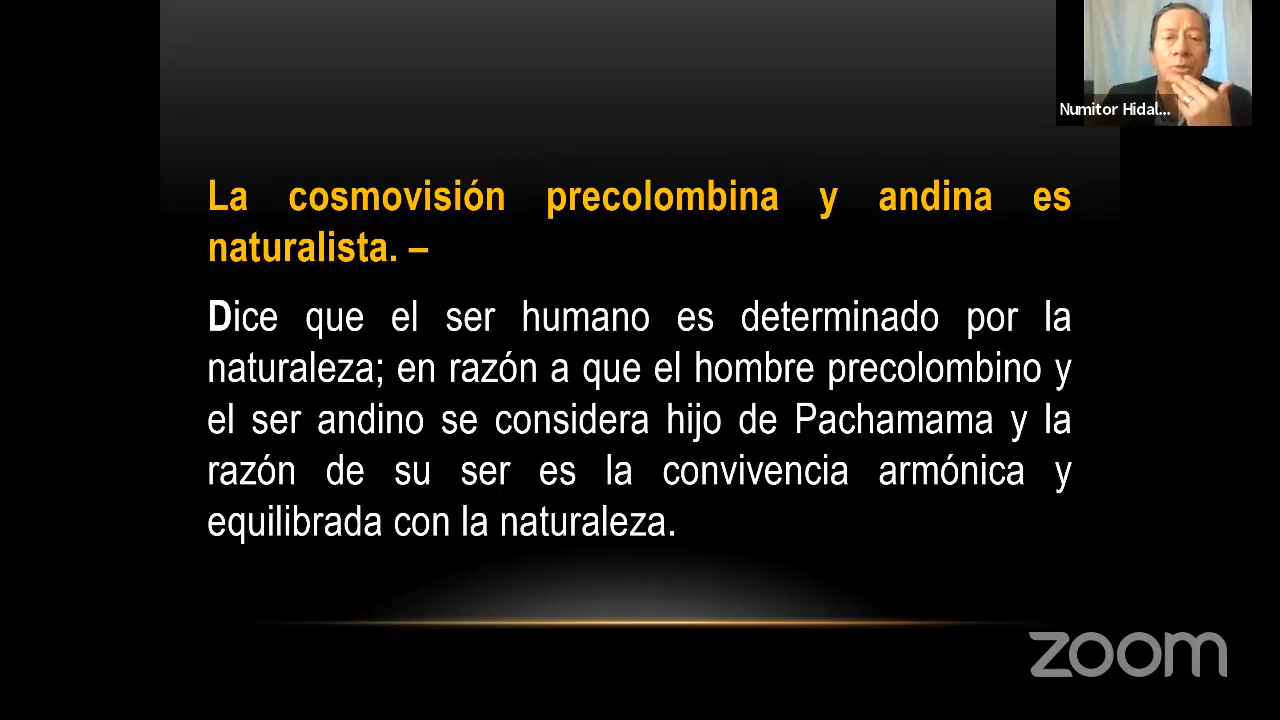 Numitor Hidal...
La cosmovisión precolombina y andina es
naturalista. –
Dice que el ser humano es determinado por la
naturaleza; en razón a que el hombre precolombino y
el ser andino se considera hijo de Pachamama y la
razón de su ser es la convivencia armónica y
equilibrada con la naturaleza.
zoom